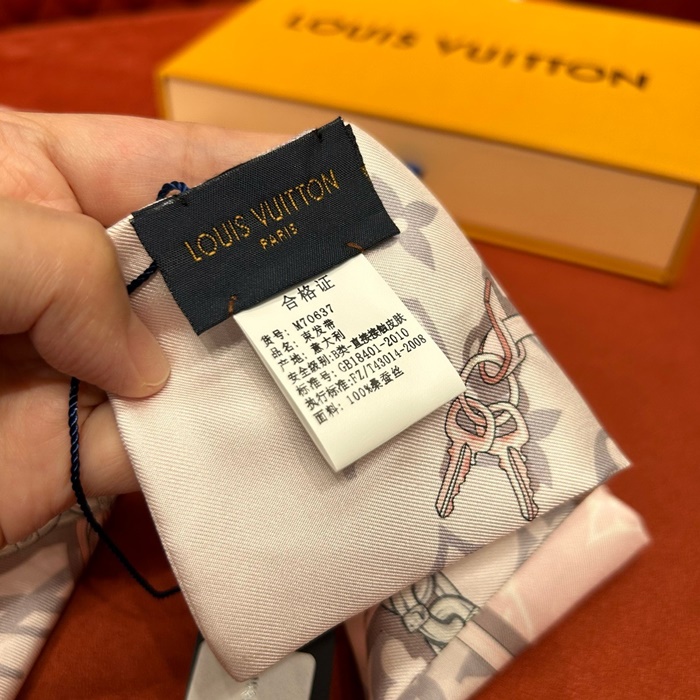 LOUIS VUITTON
LOUIS VUITTON
PARIS
合格证
货号: M70637
品名: 束发带
产地: 意大利
安全级别:B类-直接接触皮肤
标准号: GB18401-2010
执行标准:FZ/T43014-2008
面料: 100%桑蚕丝